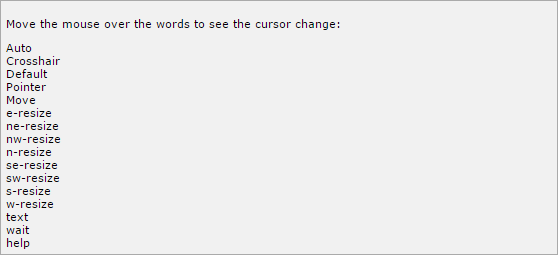 Move the mouse over the words to see the cursor change:
Auto
Crosshair
Default
Pointer
Move
e-resize
ne-resize
nw-resize
n-resize
se-resize
sw-resize
s-resize
w-resize
text
wait
help